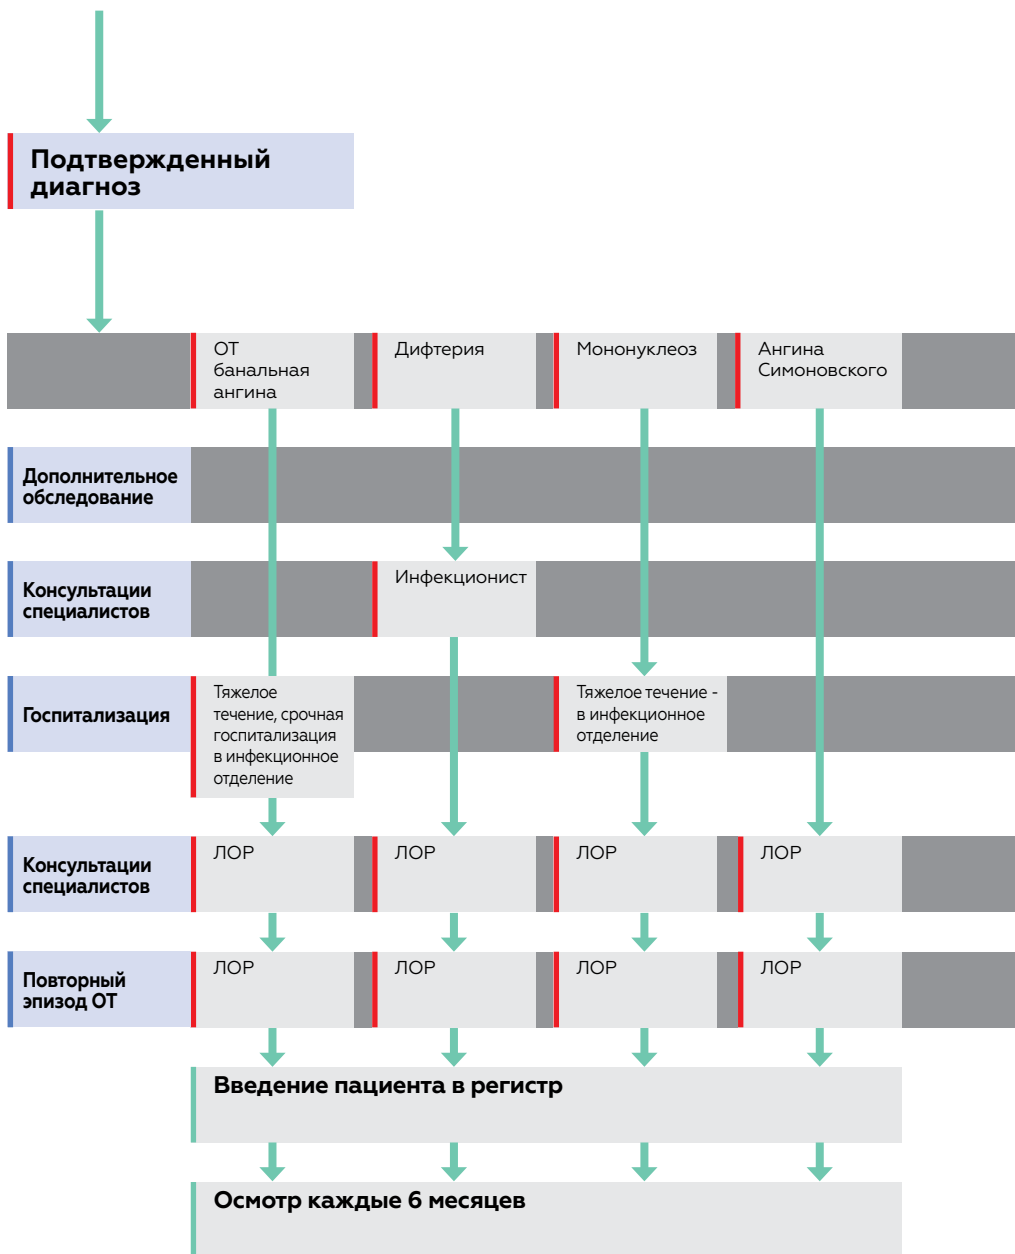 Подтвержденный
диагноз
ОТ
банальная
ангина
Дифтерия
Мононуклеоз
Ангина
Симоновского
Дополнительное
обследование
Консультации
специалистов
Инфекционист
Госпитализация
Тяжелое
течение, срочная
госпитализация
в инфекционное
отделение
Тяжелое течение -
в инфекционное
отделение
Консультации
специалистов
ЛОР
ЛОР
ЛОР
ЛОР
Повторный
эпизод ОТ
ЛОР
ЛОР
ЛОР
ЛОР
Введение пациента в регистр
Осмотр каждые 6 месяцев